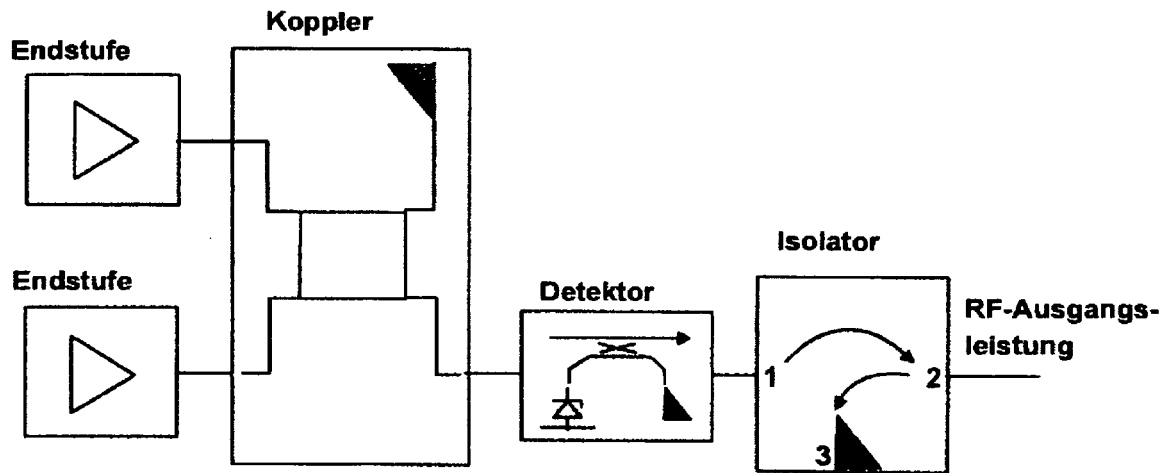 Koppler
Endstufe
Endstufe
Detektor
Isolator
RF-Ausgangs-
leistung
1
2
3